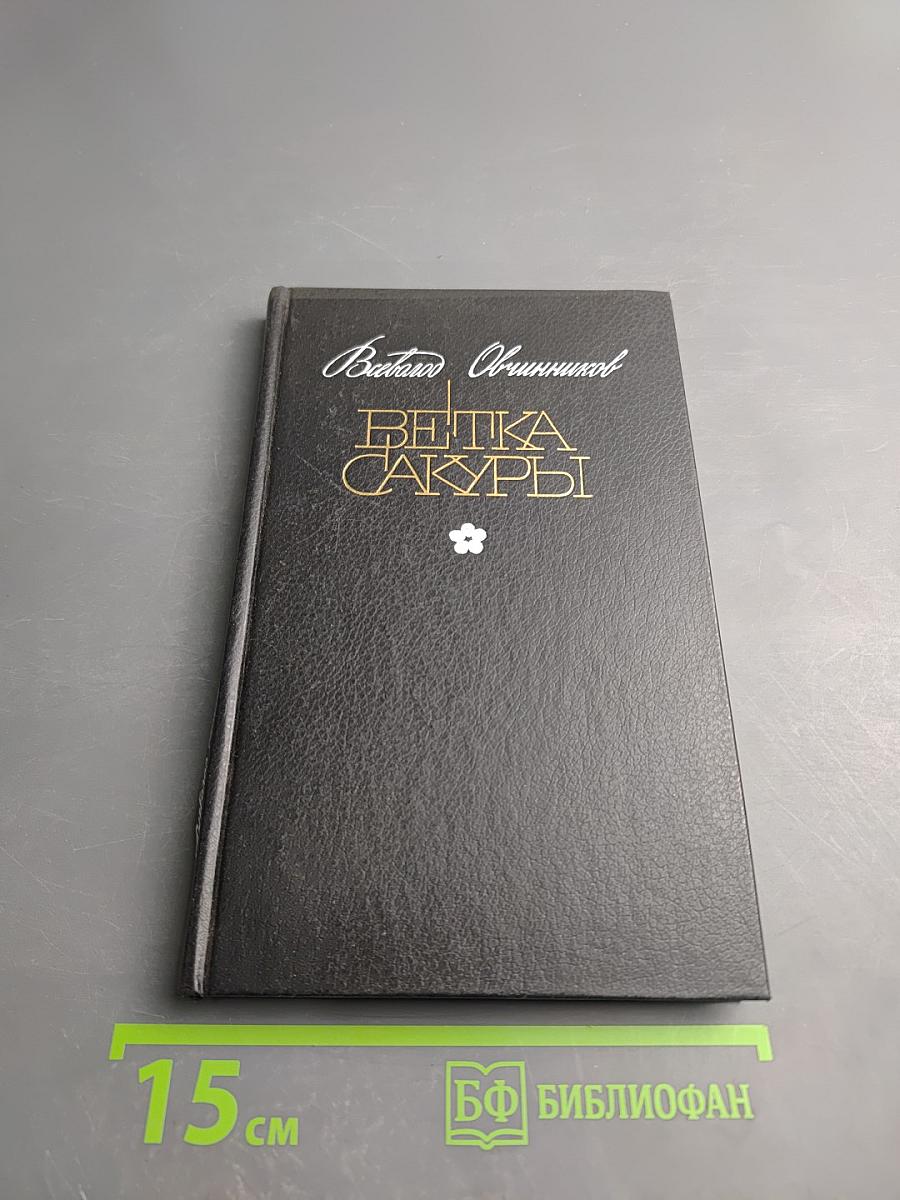 Всеволод Овчинников
ВЕТКА
САКУРЫ
15 см
БФ БИБЛИОФАН